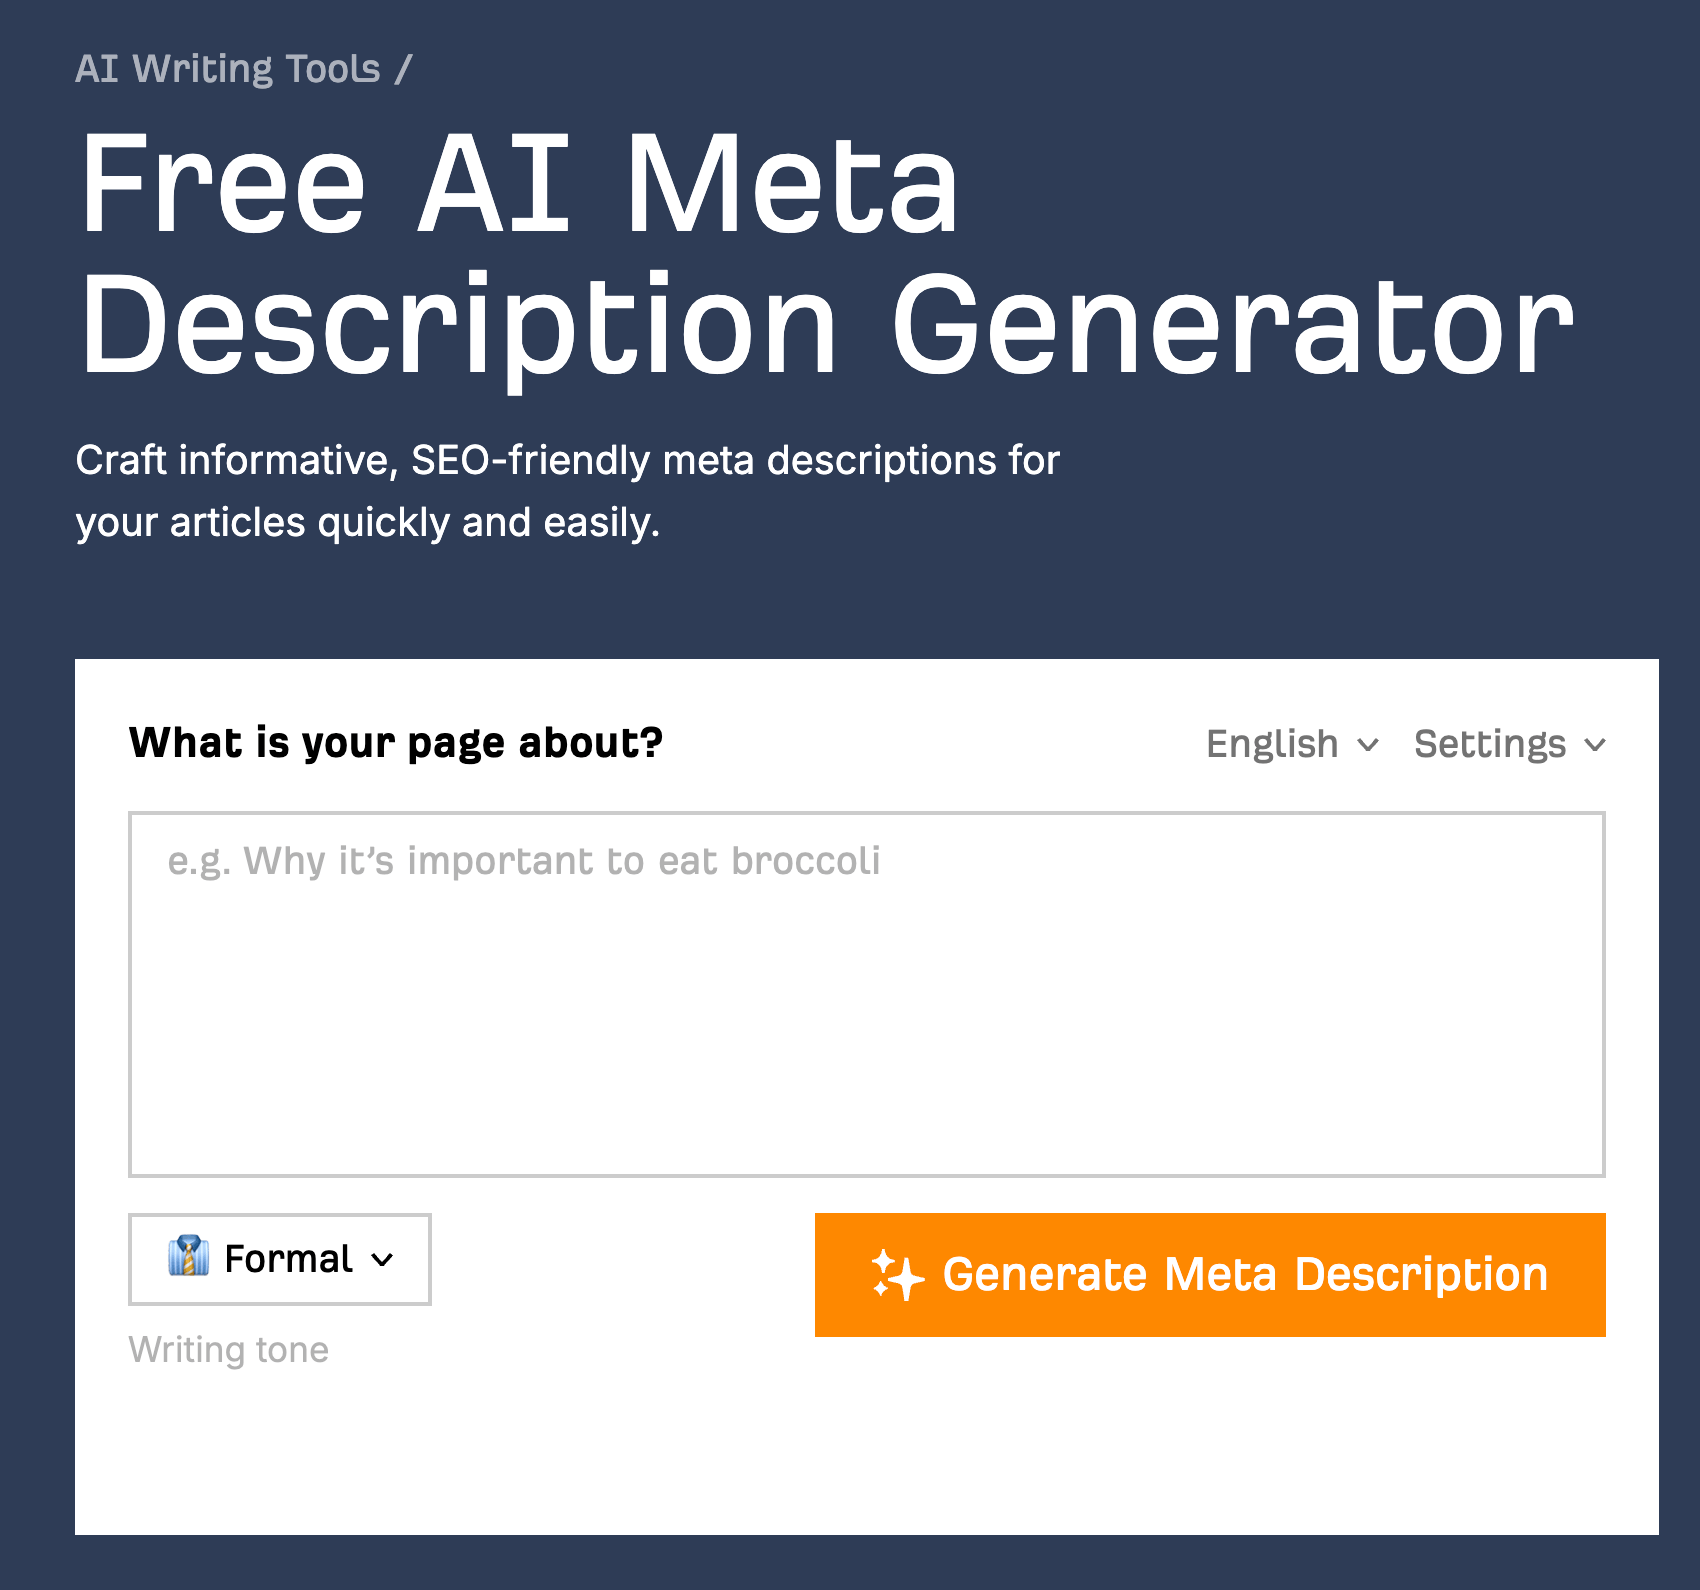 AI Writing Tools /
Free AI Meta
Description Generator
Craft informative, SEO-friendly meta descriptions for
your articles quickly and easily.
What is your page about?
English
Settings
e.g. Why it’s important to eat broccoli
Formal
Generate Meta Description
Writing tone